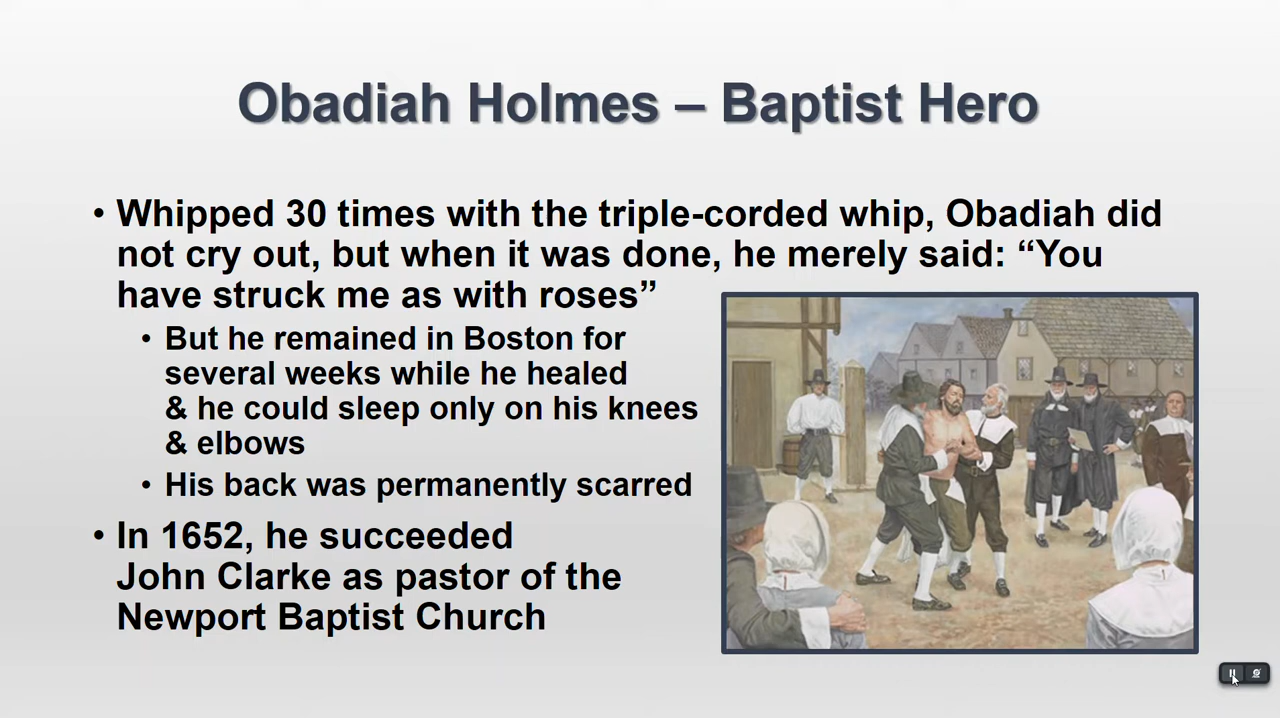 Obadiah Holmes – Baptist Hero
• Whipped 30 times with the triple-corded whip, Obadiah did
not cry out, but when it was done, he merely said: “You
have struck me as with roses”
• But he remained in Boston for
several weeks while he healed
& he could sleep only on his knees
& elbows
• His back was permanently scarred
• In 1652, he succeeded
John Clarke as pastor of the
Newport Baptist Church